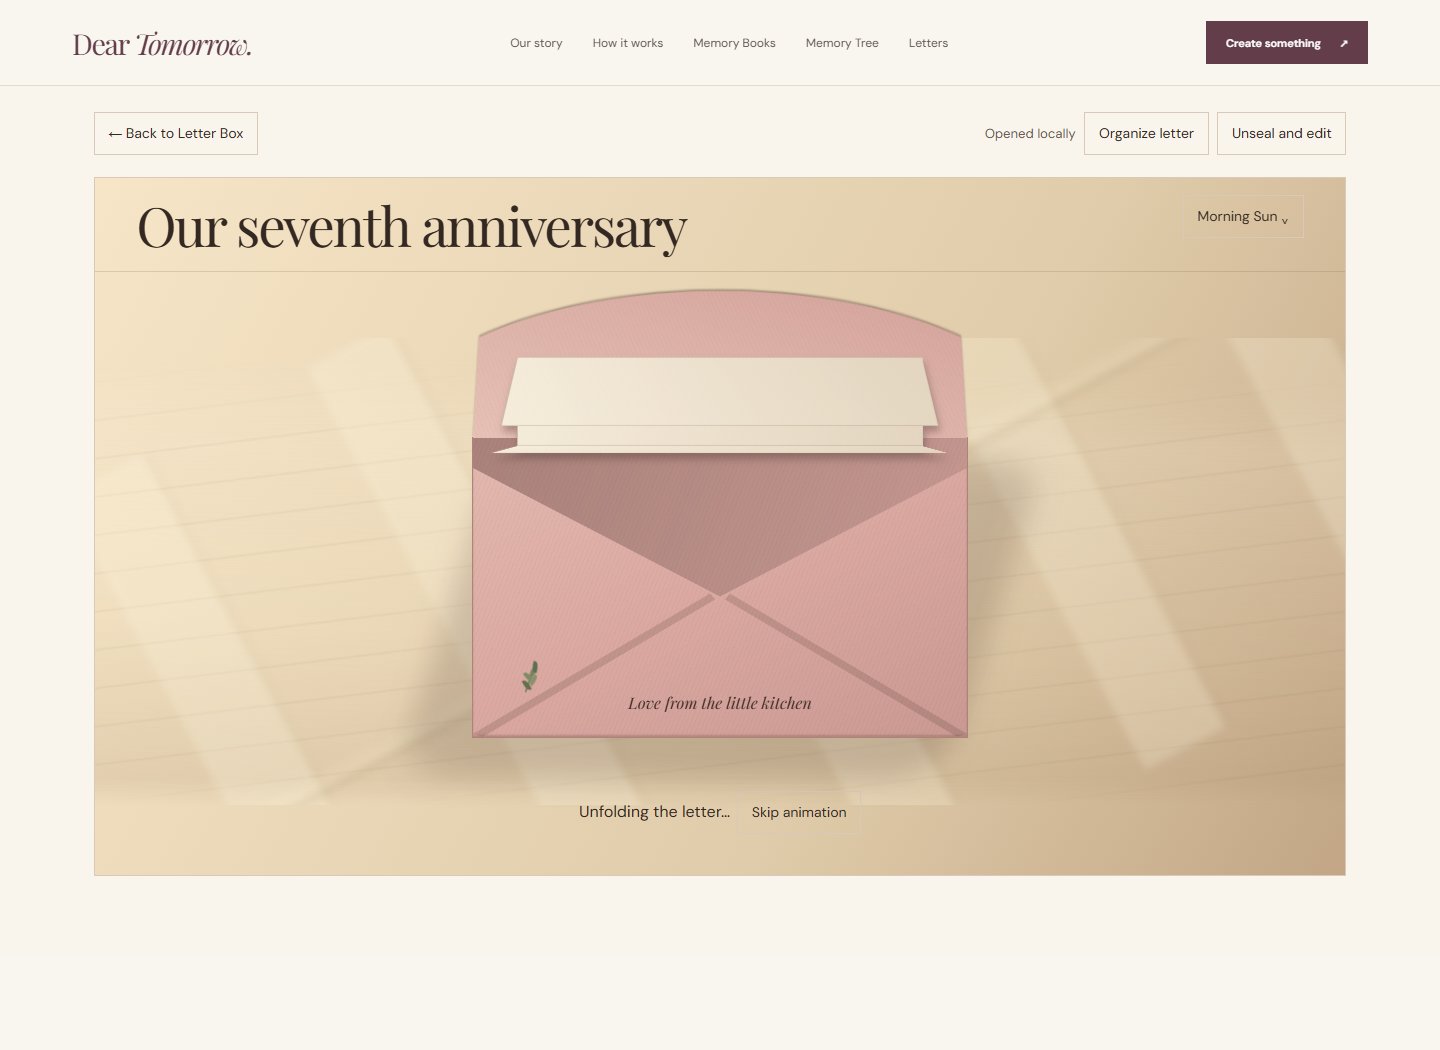 Dear Tomorrow.
Our story
How it works
Memory Books
Memory Tree
Letters
Create something ↗
← Back to Letter Box
Opened locally
Organize letter
Unseal and edit
Our seventh anniversary
Morning Sun v
Love from the little kitchen
Unfolding the letter...
Skip animation